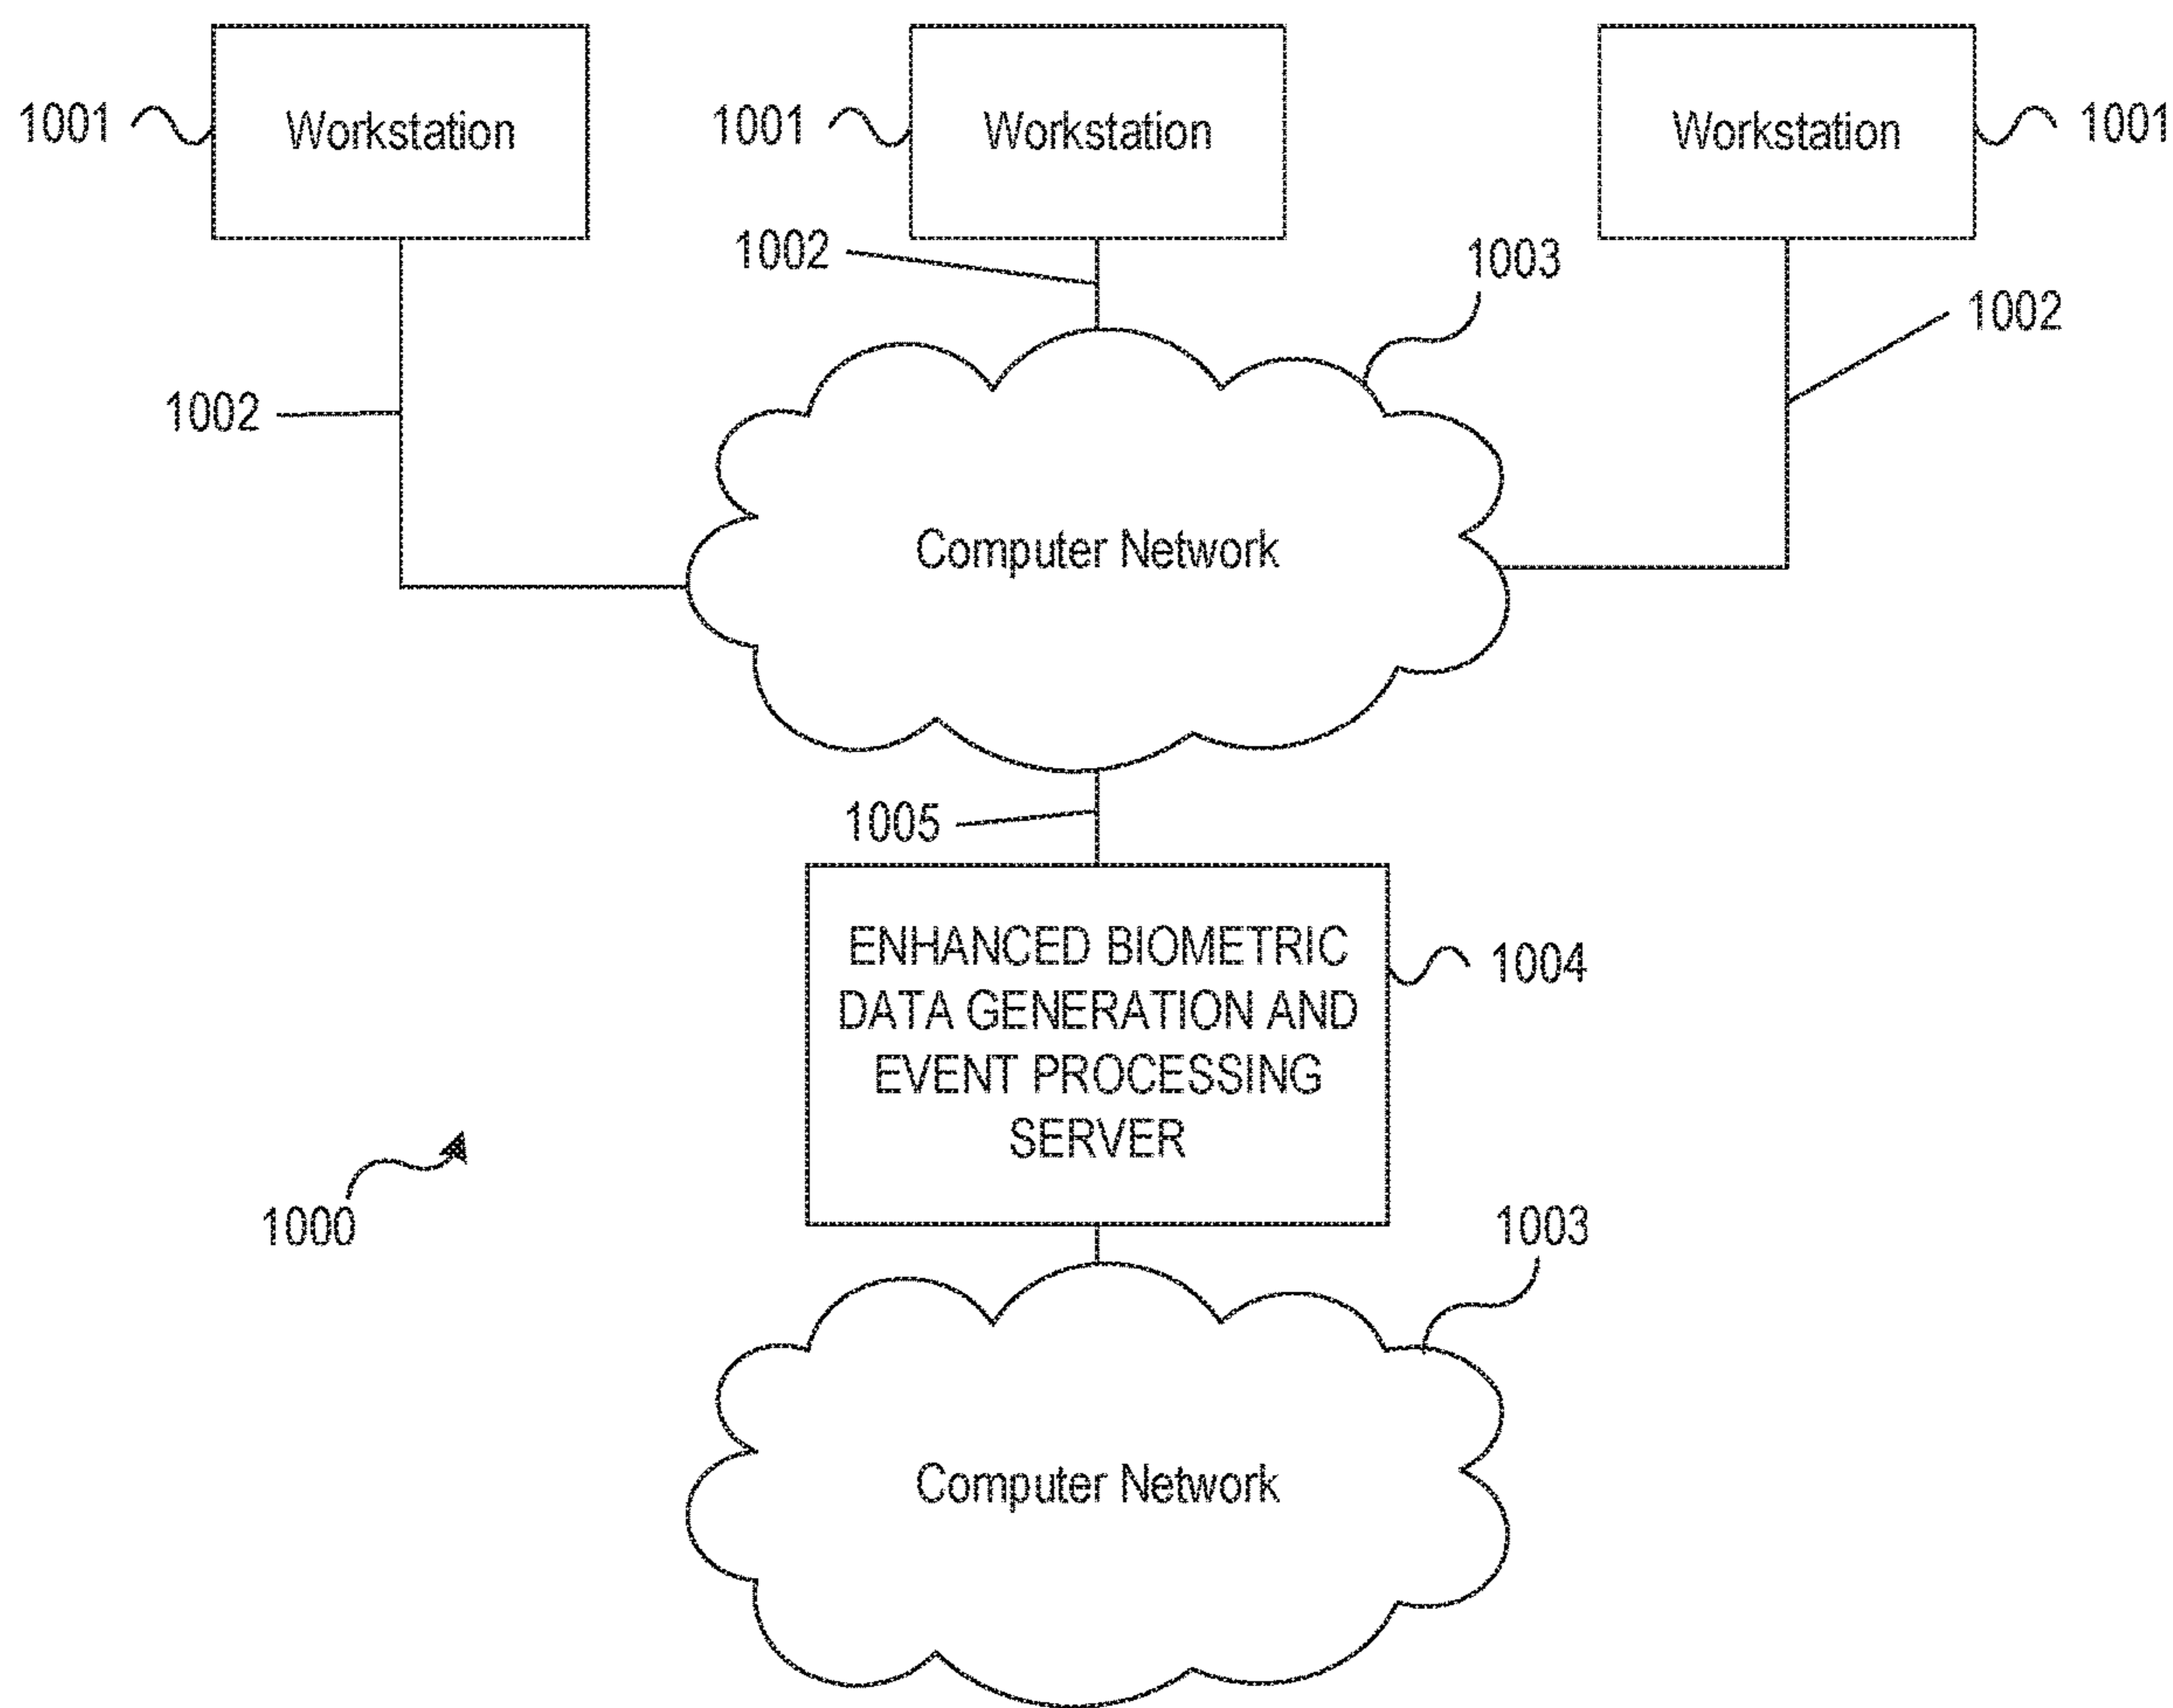 1001
Workstation
1001
Workstation
Workstation
1001
1002
1003
1002
1002
Computer Network
1005
ENHANCED BIOMETRIC
DATA GENERATION AND
EVENT PROCESSING
SERVER
1004
1000
1003
Computer Network